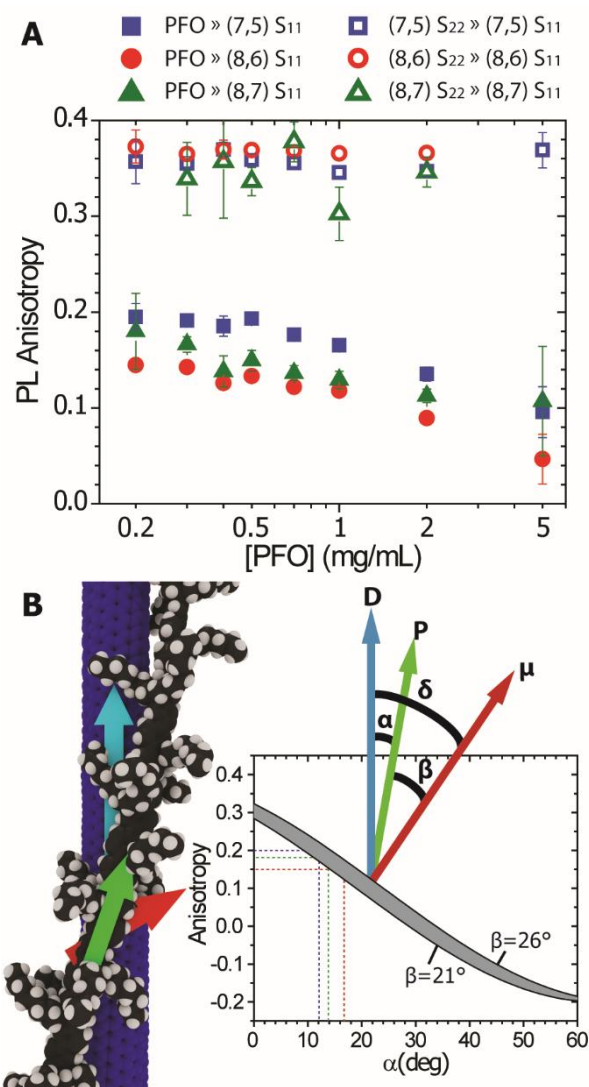 A
PFO » (7,5) S₁₁
(7,5) S₂₂ » (7,5) S₁₁
PFO » (8,6) S₁₁
(8,6) S₂₂ » (8,6) S₁₁
PFO » (8,7) S₁₁
(8,7) S₂₂ » (8,7) S₁₁
0.4
0.3
0.2
0.1
0.0
PL Anisotropy
0.2 0.5 1 2 5
[PFO] (mg/mL)
B
D
P
μ
δ
α
β
0.4
0.3
0.2
0.1
0.0
-0.1
-0.2
Anisotropy
β=26°
β=21°
0 10 20 30 40 50 60
α(deg)